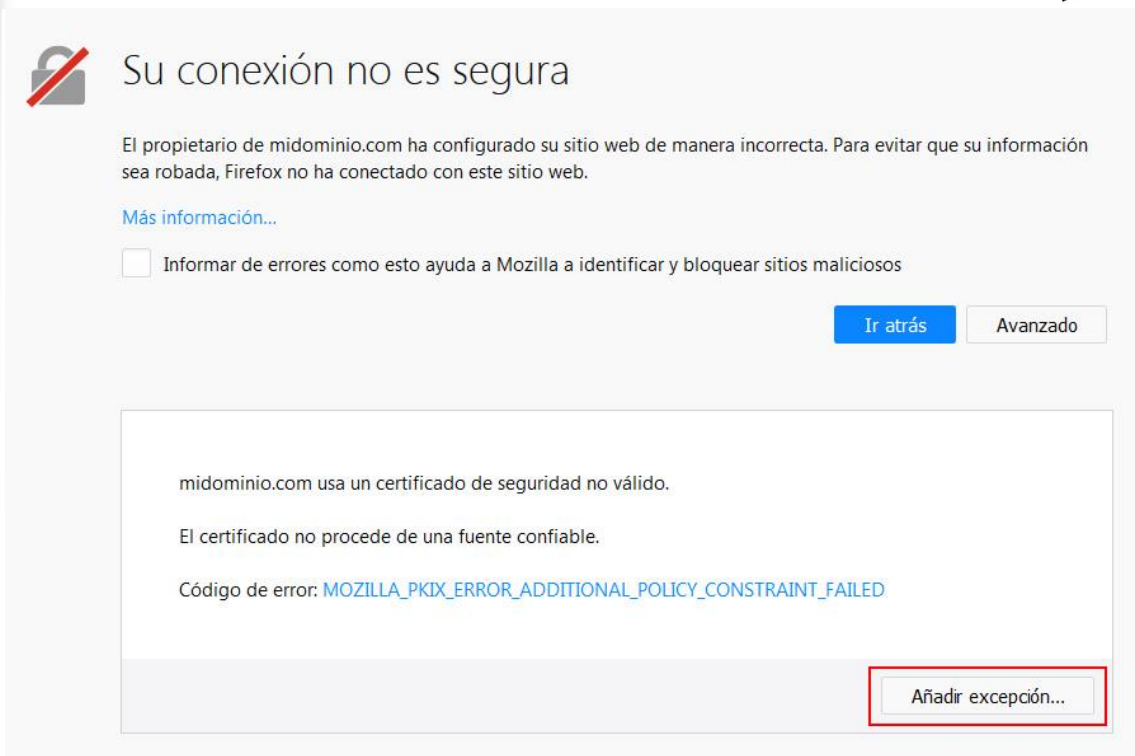 Su conexión no es segura
El propietario de midominio.com ha configurado su sitio web de manera incorrecta. Para evitar que su información
sea robada, Firefox no ha conectado con este sitio web.
Más información...
Informar de errores como esto ayuda a Mozilla a identificar y bloquear sitios maliciosos
Ir atrás
Avanzado
midominio.com usa un certificado de seguridad no válido.
El certificado no procede de una fuente confiable.
Código de error: MOZILLA_PKIX_ERROR_ADDITIONAL_POLICY_CONSTRAINT_FAILED
Añadir excepción...